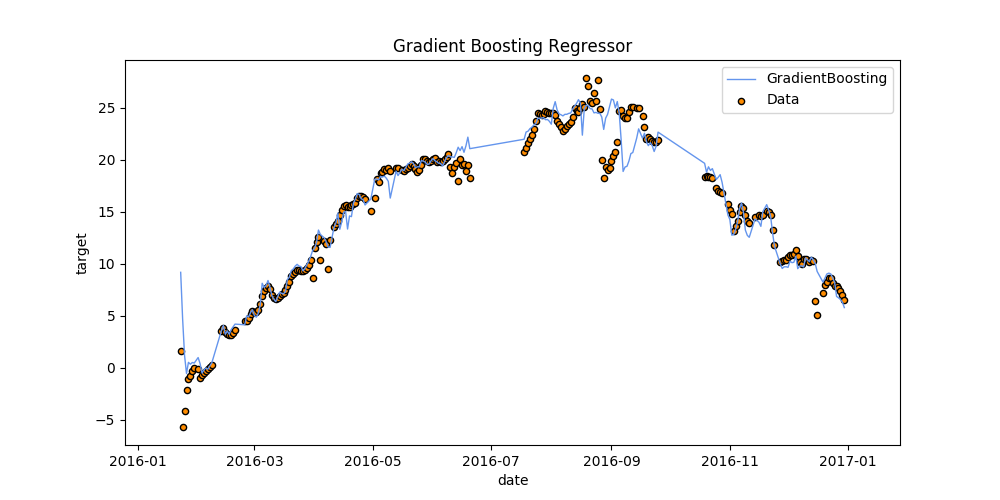 Gradient Boosting Regressor
GradientBoosting
Data
target
25
20
15
10
5
0
−5
2016-01
2016-03
2016-05
2016-07
2016-09
2016-11
2017-01
date